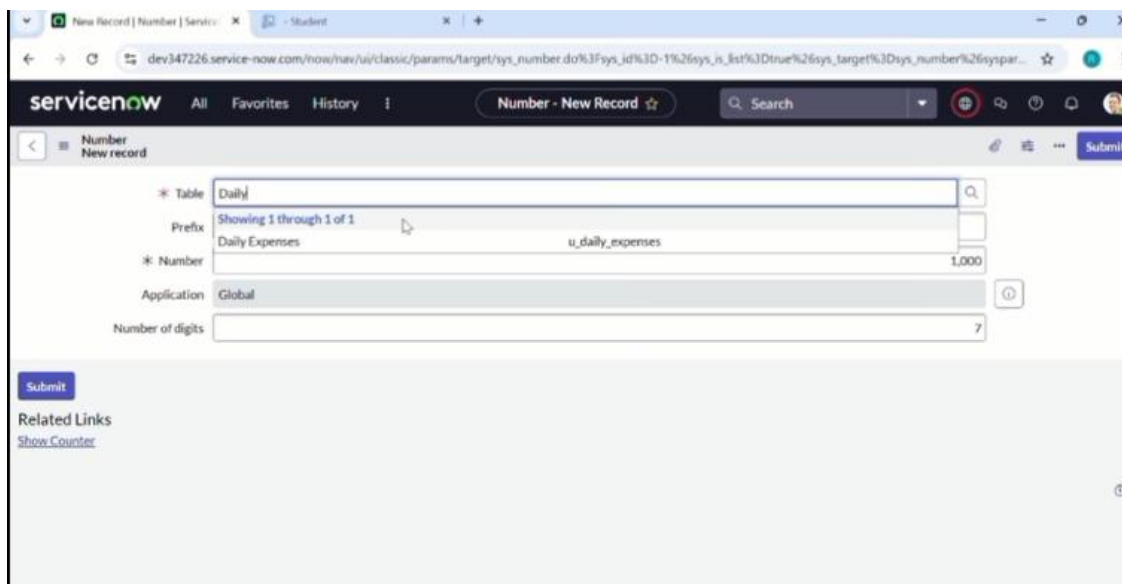 New Record | Number | Servic
- Student
dev347226.service-now.com/now/nav/ui/classic/params/target/sys_number.do%3Fsys_id%3D-1%26sys_is_list%3Dtrue%26sys_target%3Dsys_number%26syspar...
servicenow All Favorites History Number - New Record Search
Number
New record
Submit
* Table Daily
Showing 1 through 1 of 1
Prefix
Daily Expenses u_daily_expenses
* Number 1,000
Application Global
Number of digits 7
Submit
Related Links
Show Counter